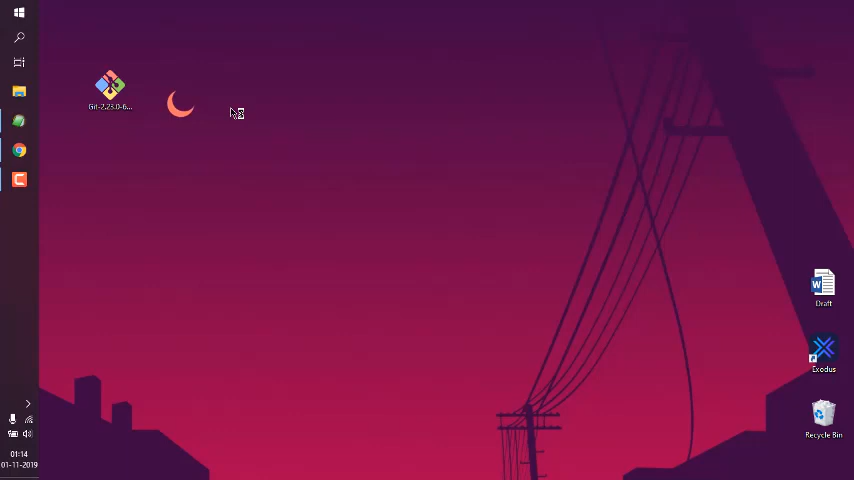 Git-2.23.0-6...
Draft
Exodus
Recycle Bin
01:14
01-11-2019